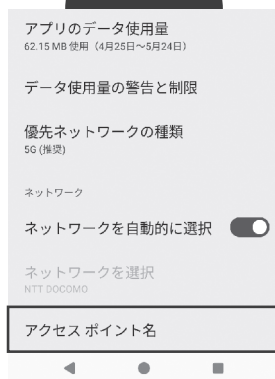 アプリのデータ使用量
62.15 MB 使用（4月25日～5月24日）
データ使用量の警告と制限
優先ネットワークの種類
5G (推奨)
ネットワーク
ネットワークを自動的に選択
ネットワークを選択
NTT DOCOMO
アクセス ポイント名